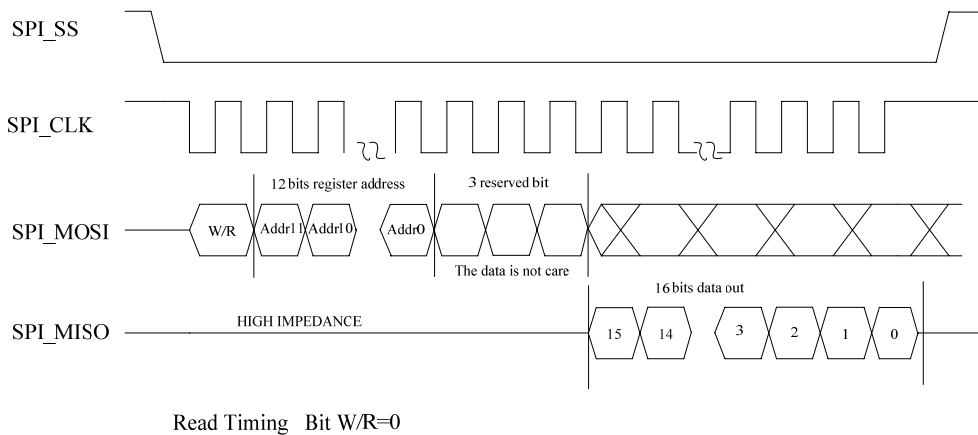 SPI_SS
SPI_CLK
12 bits register address
3 reserved bit
SPI_MOSI
W/R
Addr11
Addr10
Addr0
The data is not care
16 bits data out
SPI_MISO
HIGH IMPEDANCE
15
14
3
2
1
0
Read Timing Bit W/R=0